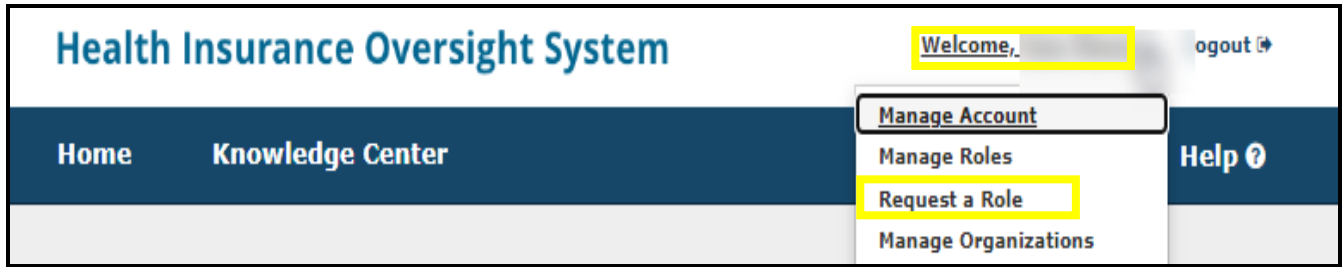 Health Insurance Oversight System
Welcome, ogout
Manage Account
Home Knowledge Center Manage Roles Help
Request a Role
Manage Organizations